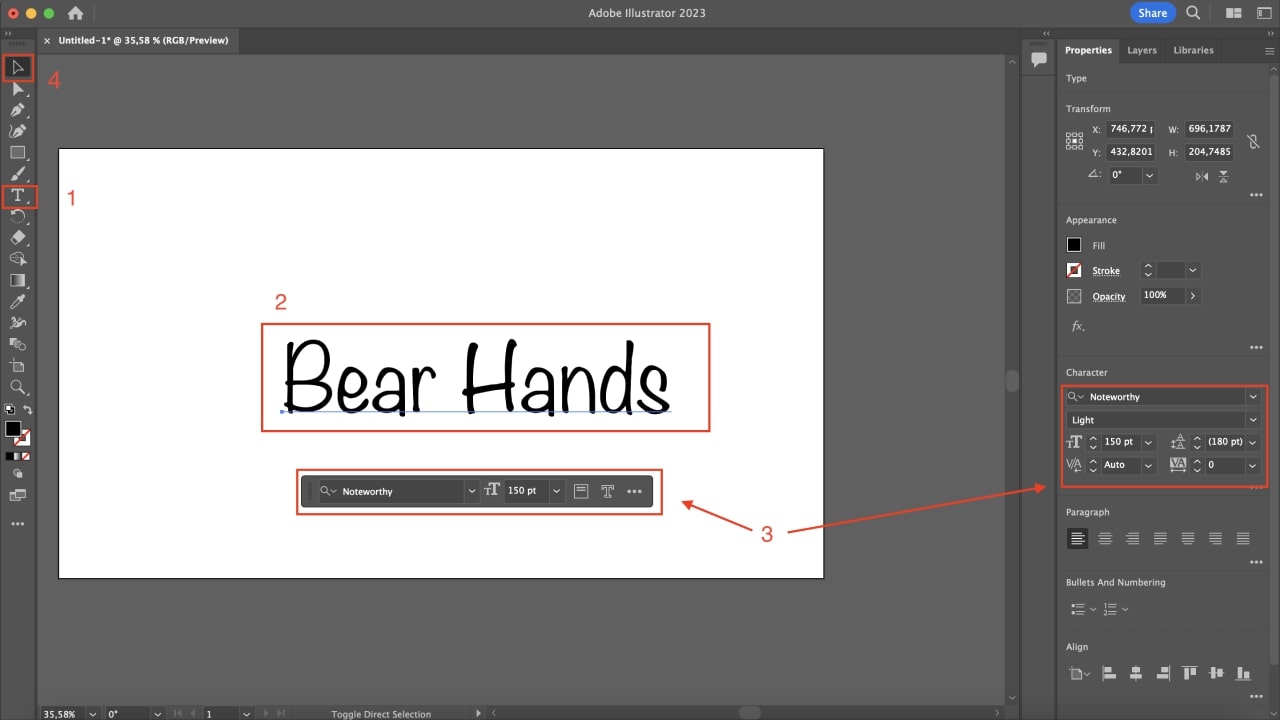 Adobe Illustrator 2023
Share
× Untitled-1* @ 35,58 % (RGB/Preview)
Properties Layers Libraries
4
Type
Transform
X: 746,772 W: 696,1787
Y: 432,8201 H: 204,7485
0°
1
Appearance
Fill
Stroke
Opacity 100%
fx.
2
Bear Hands
Character
Noteworthy
Light
150 pt (180 pt)
Auto 0
Noteworthy 150 pt
3
Paragraph
Bullets And Numbering
Align
35,58% 0° 1 Toggle Direct Selection